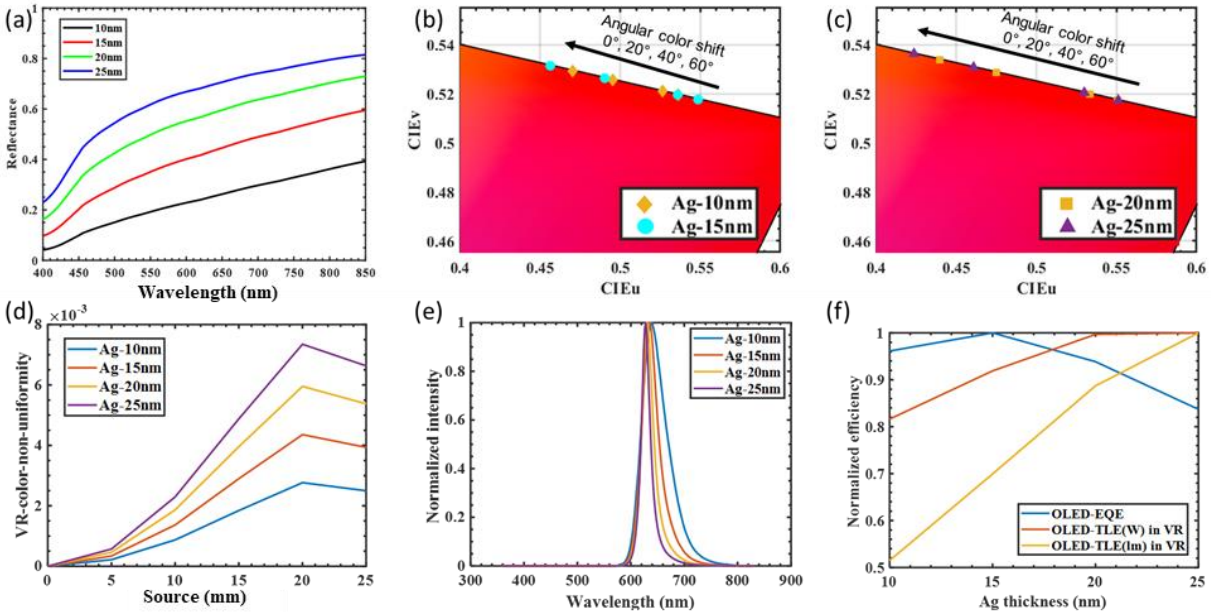 (a)
10nm
15nm
20nm
25nm
Reflectance
1
0.8
0.6
0.4
0.2
0
400 450 500 550 600 650 700 750 800 850
Wavelength (nm)
(b)
Angular color shift
0°, 20°, 40°, 60°
CIEv
0.54
0.52
0.5
0.48
0.46
Ag-10nm
Ag-15nm
0.4 0.45 0.5 0.55 0.6
CIEu
(c)
Angular color shift
0°, 20°, 40°, 60°
CIEv
0.54
0.52
0.5
0.48
0.46
Ag-20nm
Ag-25nm
0.4 0.45 0.5 0.55 0.6
CIEu
(d)
8 ×10-3
6
4
2
0
VR-color-non-uniformity
Ag-10nm
Ag-15nm
Ag-20nm
Ag-25nm
0 5 10 15 20 25
Source (mm)
(e)
Normalized intensity
1
0.8
0.6
0.4
0.2
0
Ag-10nm
Ag-15nm
Ag-20nm
Ag-25nm
300 400 500 600 700 800 900
Wavelength (nm)
(f)
Normalized efficiency
1
0.9
0.8
0.7
0.6
0.5
OLED-EQE
OLED-TLE(W) in VR
OLED-TLE(lm) in VR
10 15 20 25
Ag thickness (nm)